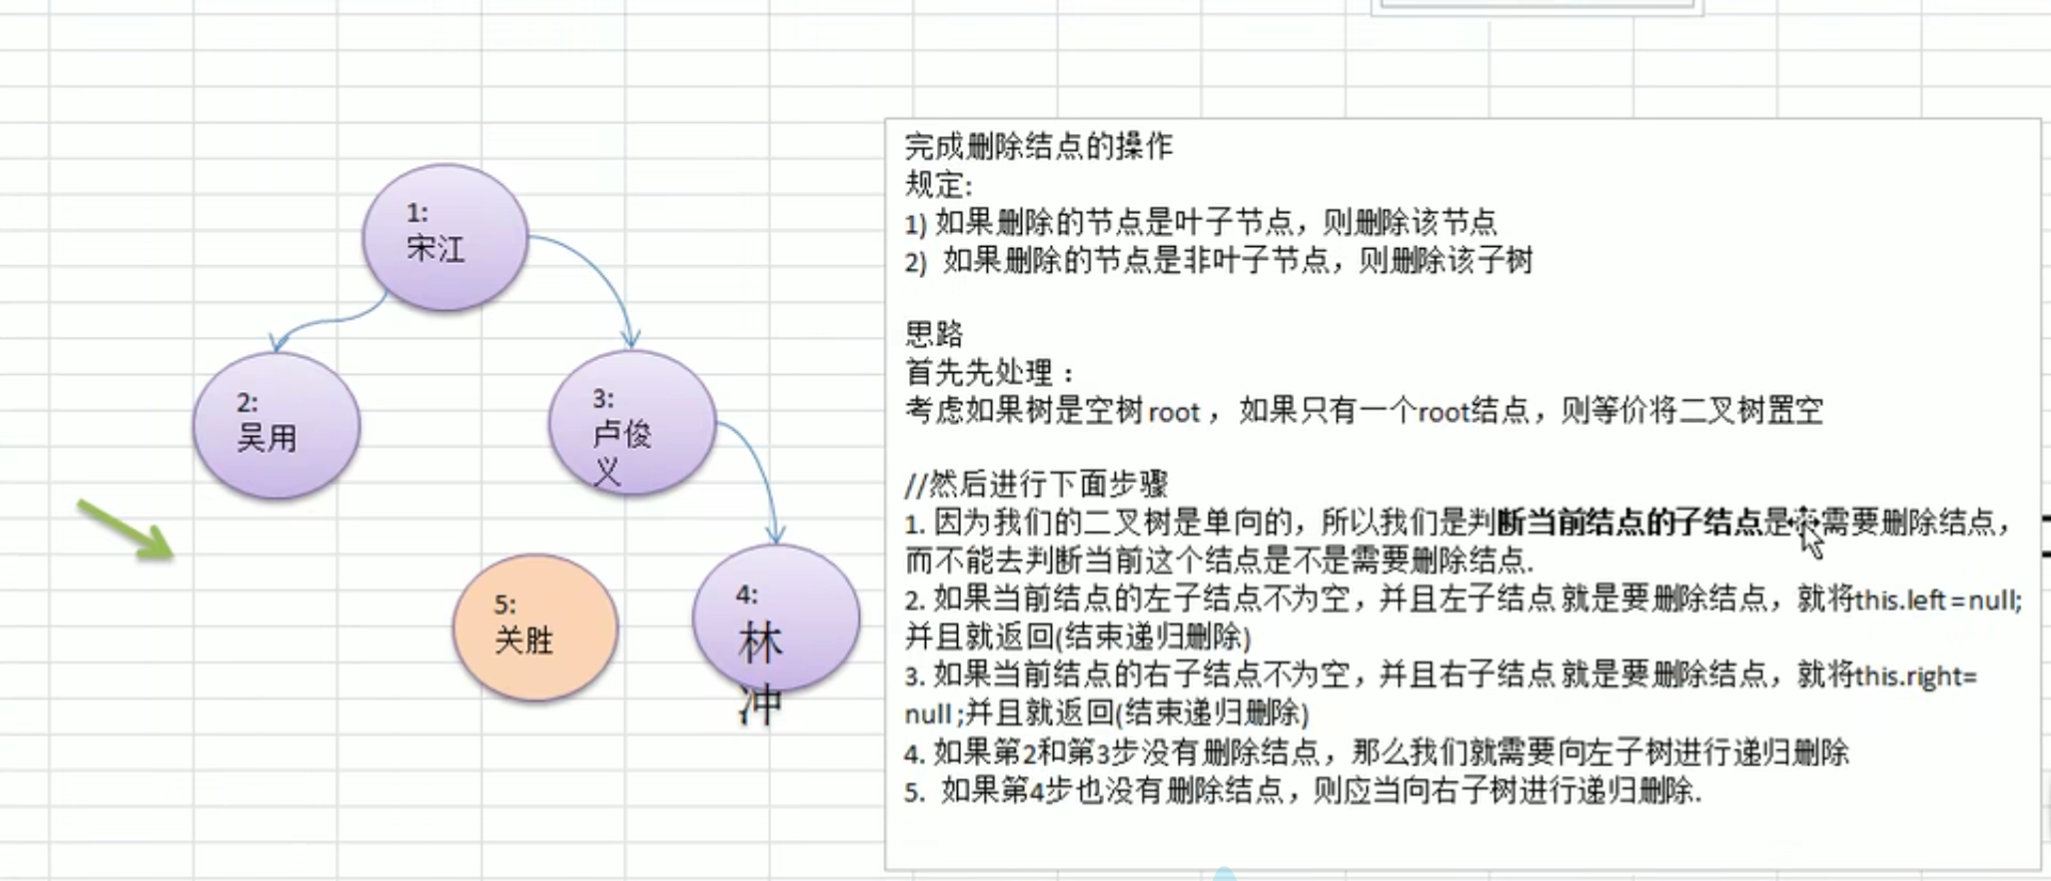 1:
宋江
2:
吴用
3:
卢俊
义
5:
关胜
4:
林
冲
完成删除结点的操作
规定:
1) 如果删除的节点是叶子节点，则删除该节点
2) 如果删除的节点是非叶子节点，则删除该子树
思路
首先先处理：
考虑如果树是空树root，如果只有一个root结点，则等价将二叉树置空
//然后进行下面步骤
1. 因为我们的二叉树是单向的，所以我们是判断当前结点的子结点是 需要删除结点，
而不能去判断当前这个结点是不是需要删除结点.
2. 如果当前结点的左子结点不为空，并且左子结点 就是要删除结点，就将this.left = null;
并且就返回(结束递归删除)
3. 如果当前结点的右子结点不为空，并且右子结点 就是要删除结点，就将this.right=
null ;并且就返回(结束递归删除)
4. 如果第2和第3步没有删除结点，那么我们就需要向左子树进行递归删除
5. 如果第4步也没有删除结点，则应当向右子树进行递归删除.